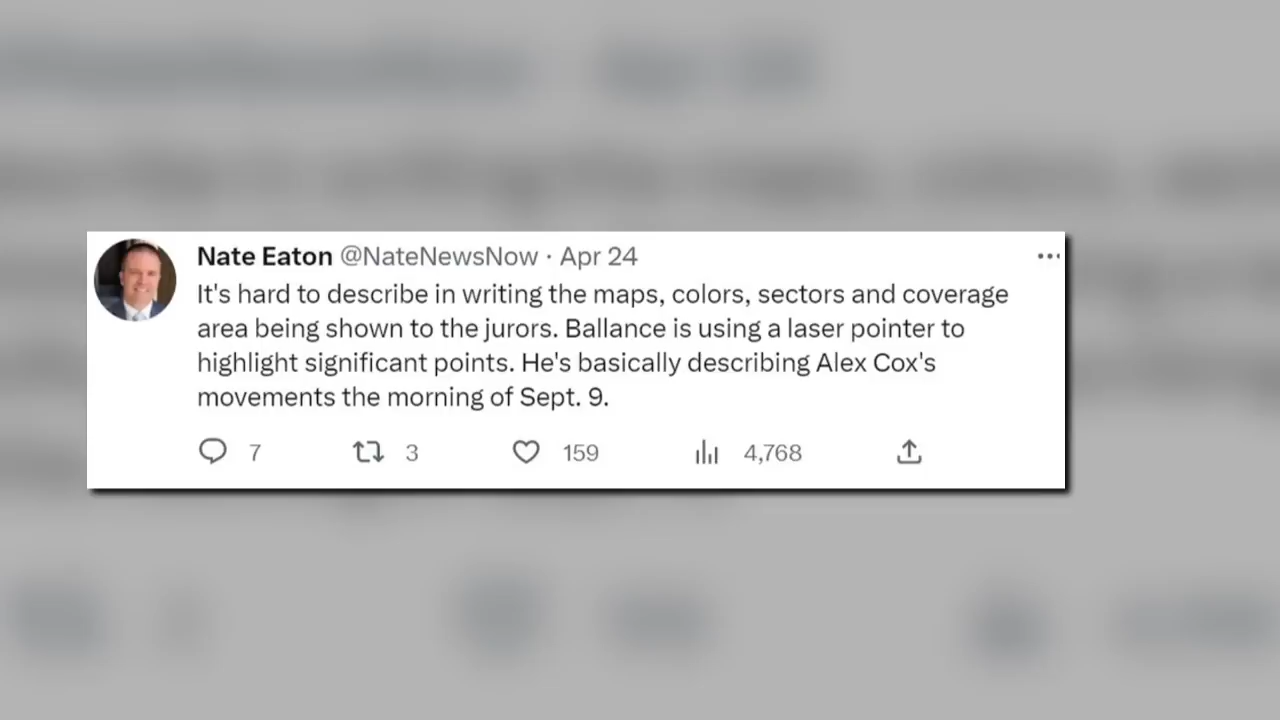 Nate Eaton @NateNewsNow · Apr 24
It's hard to describe in writing the maps, colors, sectors and coverage
area being shown to the jurors. Ballance is using a laser pointer to
highlight significant points. He's basically describing Alex Cox's
movements the morning of Sept. 9.
7 3 159 4,768